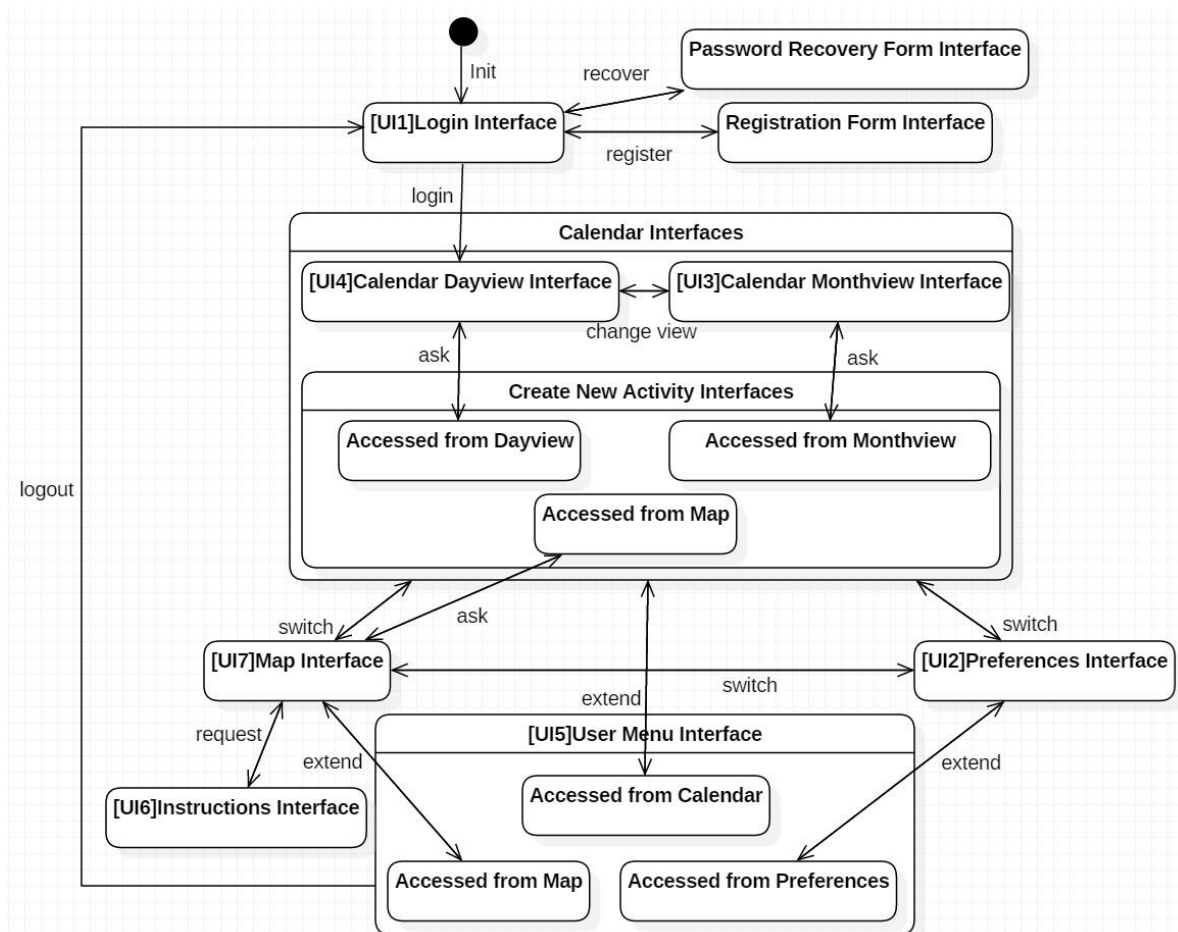 Password Recovery Form Interface
Init
recover
[UI1]Login Interface
Registration Form Interface
register
login
Calendar Interfaces
[UI4]Calendar Dayview Interface
[UI3]Calendar Monthview Interface
change view
ask
ask
Create New Activity Interfaces
Accessed from Dayview
Accessed from Monthview
logout
Accessed from Map
ask
switch
switch
[UI7]Map Interface
[UI2]Preferences Interface
switch
extend
request
[UI5]User Menu Interface
extend
extend
Accessed from Calendar
[UI6]Instructions Interface
Accessed from Map
Accessed from Preferences